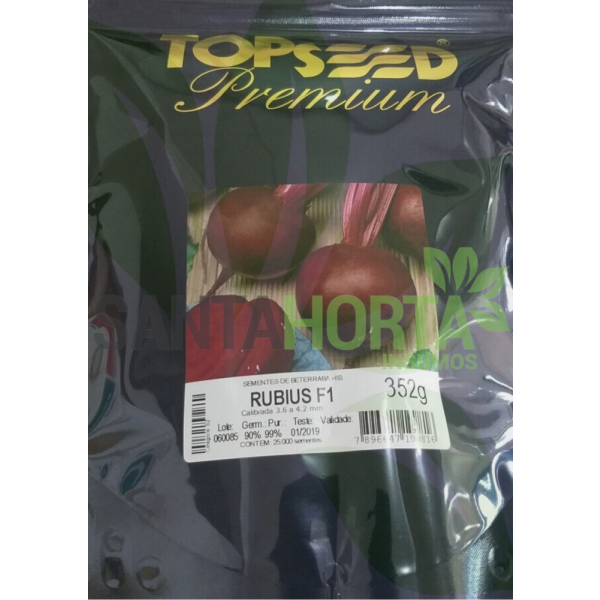 TOPSEED®
Premium
SANTAHORTA
INSUMOS
SEMENTES DE BETERRABA HIB.
RUBIUS F1 352g
Calibrada 3.6 a 4.2 mm
Lote: Germ.: Pur.: Teste: Validade:
060085 90% 99% 01/2019
CONTÉM: 25.000 sementes